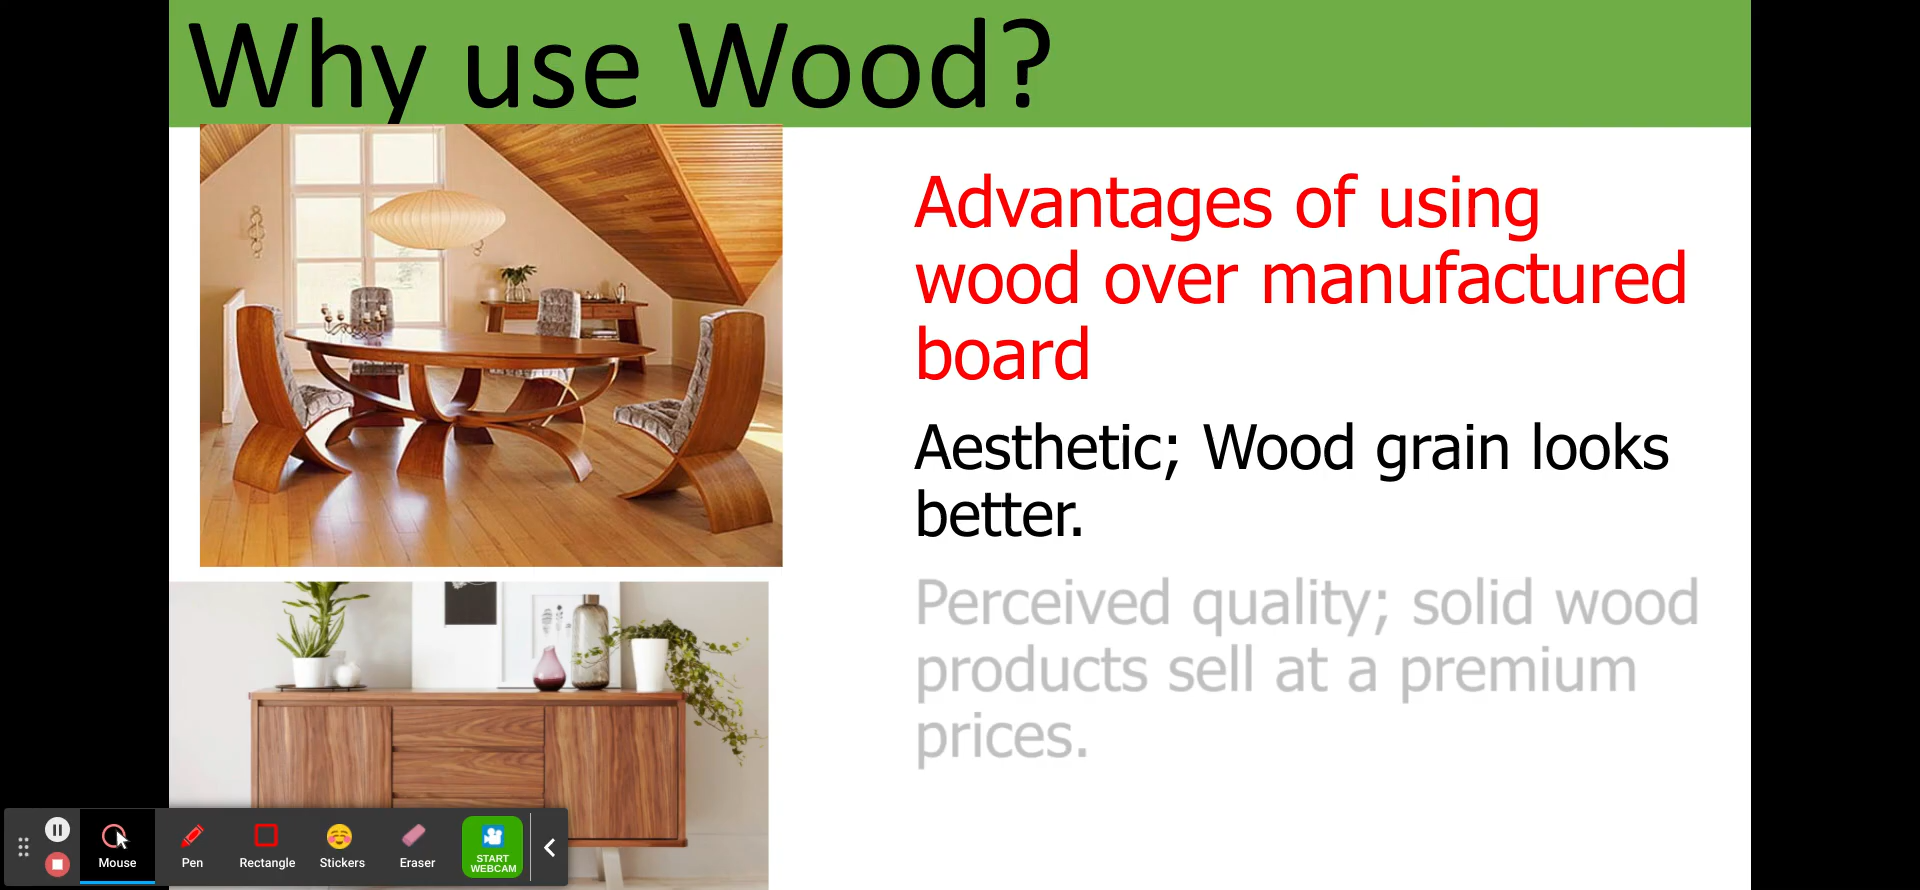 Why use Wood?
Advantages of using
wood over manufactured
board
Aesthetic; Wood grain looks
better.
Perceived quality; solid wood
products sell at a premium
prices.
Mouse
Pen
Rectangle
Stickers
Eraser
START
WEBCAM